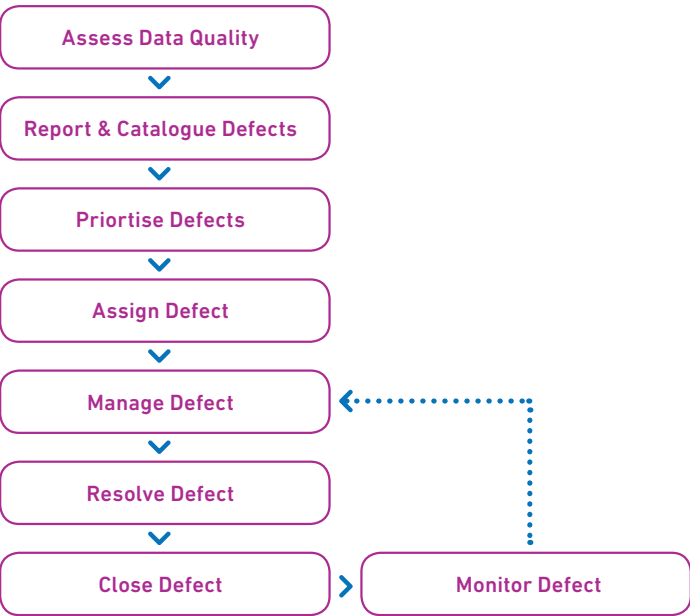 Assess Data Quality
Report & Catalogue Defects
Priortise Defects
Assign Defect
Manage Defect
Resolve Defect
Close Defect
Monitor Defect